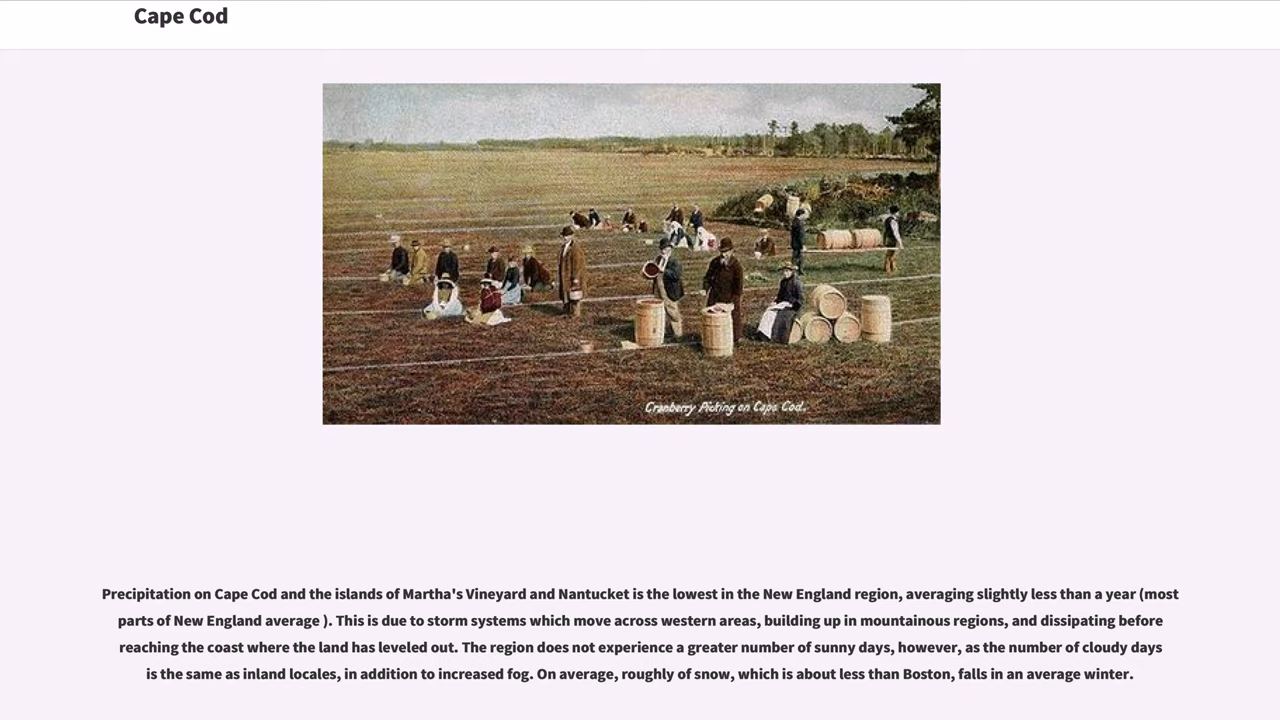 Cape Cod
Cranberry Picking on Cape Cod.
Precipitation on Cape Cod and the islands of Martha's Vineyard and Nantucket is the lowest in the New England region, averaging slightly less than a year (most
parts of New England average ). This is due to storm systems which move across western areas, building up in mountainous regions, and dissipating before
reaching the coast where the land has leveled out. The region does not experience a greater number of sunny days, however, as the number of cloudy days
is the same as inland locales, in addition to increased fog. On average, roughly of snow, which is about less than Boston, falls in an average winter.